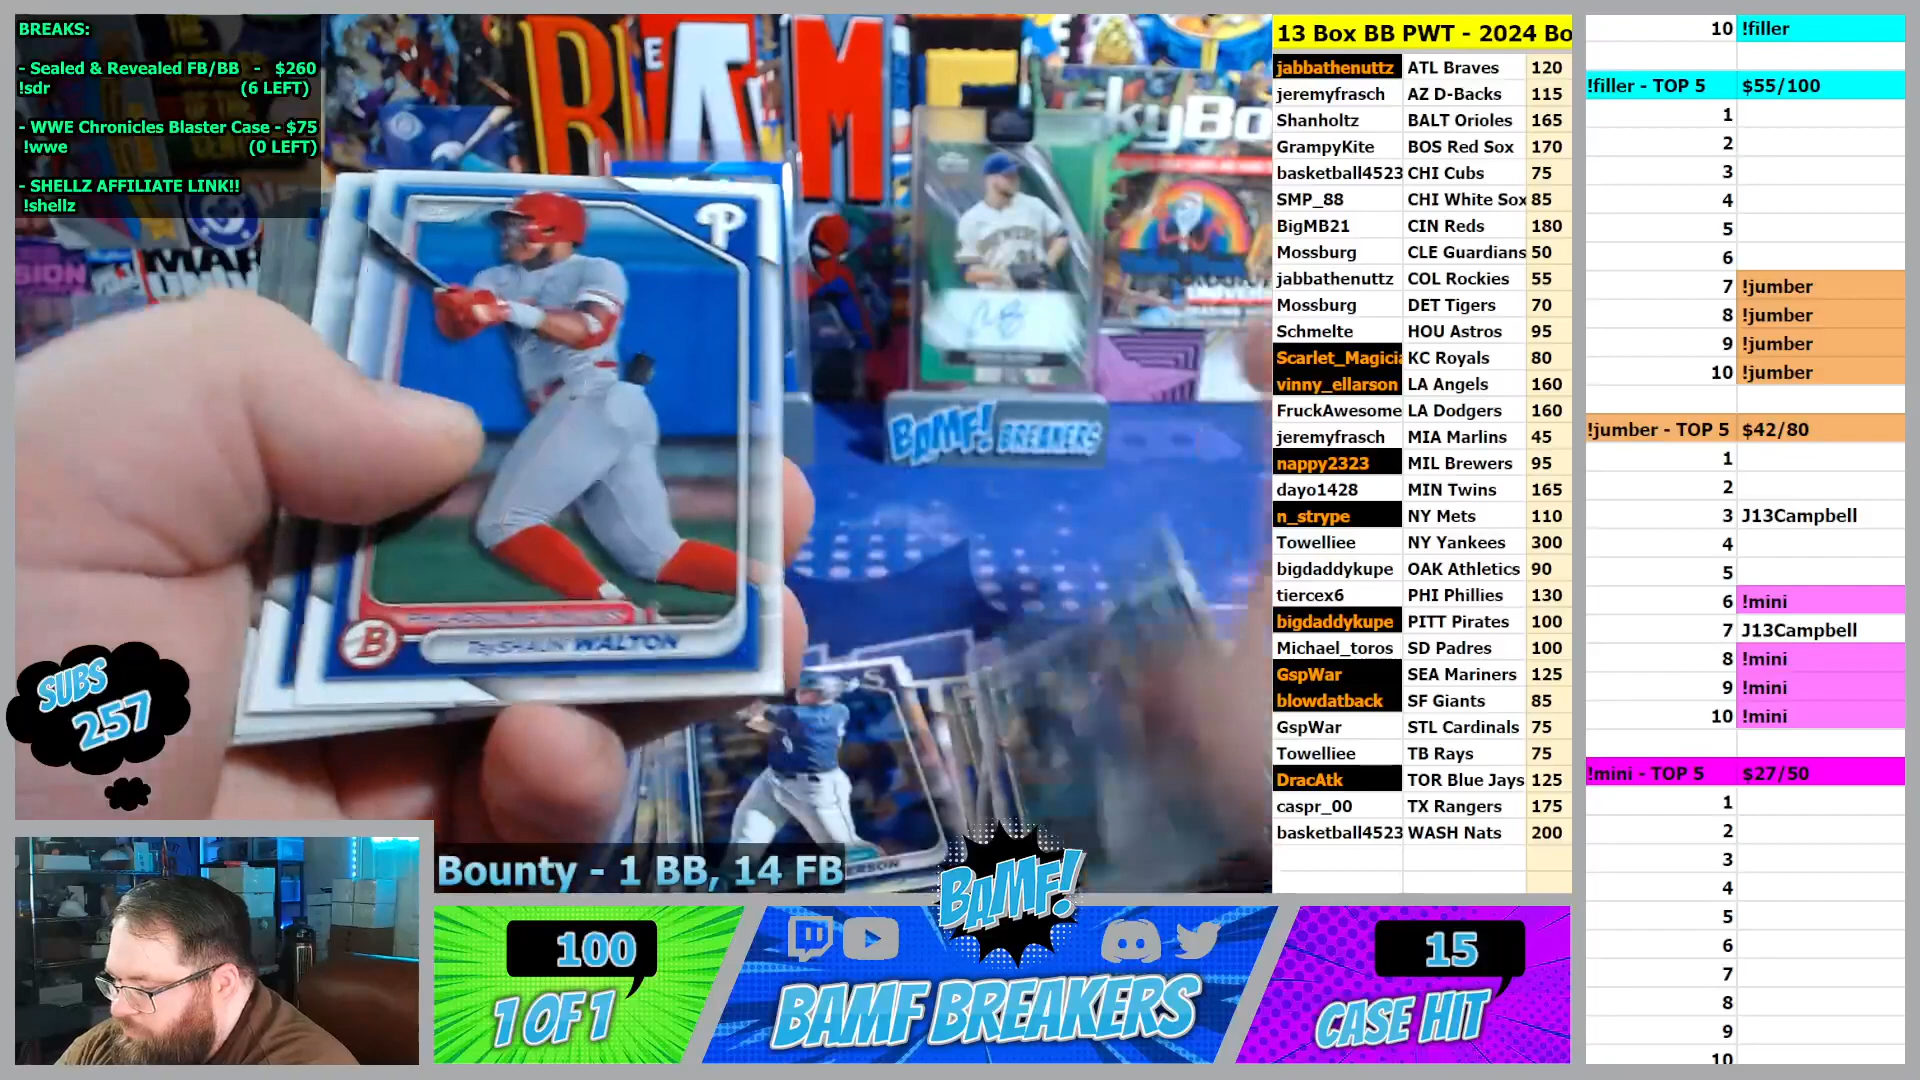 BREAKS:
- Sealed & Revealed FB/BB - $260
!sdr (6 LEFT)
- WWE Chronicles Blaster Case - $75
!wwe (0 LEFT)
- SHELLZ AFFILIATE LINK!!
!shellz
BAM
P
B
TaySHAUN WALTON
BAMF! BREAKERS
SUBS
257
Bounty - 1 BB, 14 FB
BAMF!
100
1 OF 1
BAMF BREAKERS
15
CASE HIT
13 Box BB PWT - 2024 Bo
jabbathenuttz ATL Braves 120
jeremyfrasch AZ D-Backs 115
Shanholtz BALT Orioles 165
GrampyKite BOS Red Sox 170
basketball4523 CHI Cubs 75
SMP_88 CHI White Sox 85
BigMB21 CIN Reds 180
Mossburg CLE Guardians 50
jabbathenuttz COL Rockies 55
Mossburg DET Tigers 70
Schmelte HOU Astros 95
Scarlet_Magici KC Royals 80
vinny_ellarson LA Angels 160
FruckAwesome LA Dodgers 160
jeremyfrasch MIA Marlins 45
nappy2323 MIL Brewers 95
dayo1428 MIN Twins 165
n_strype NY Mets 110
Towelliee NY Yankees 300
bigdaddykupe OAK Athletics 90
tiercex6 PHI Phillies 130
bigdaddykupe PITT Pirates 100
Michael_toros SD Padres 100
GspWar SEA Mariners 125
blowdatback SF Giants 85
GspWar STL Cardinals 75
Towelliee TB Rays 75
DracAtk TOR Blue Jays 125
caspr_00 TX Rangers 175
basketball4523 WASH Nats 200
10 !filler
!filler - TOP 5 $55/100
1
2
3
4
5
6
7 !jumber
8 !jumber
9 !jumber
10 !jumber
!jumber - TOP 5 $42/80
1
2
3 J13Campbell
4
5
6 !mini
7 J13Campbell
8 !mini
9 !mini
10 !mini
!mini - TOP 5 $27/50
1
2
3
4
5
6
7
8
9
10